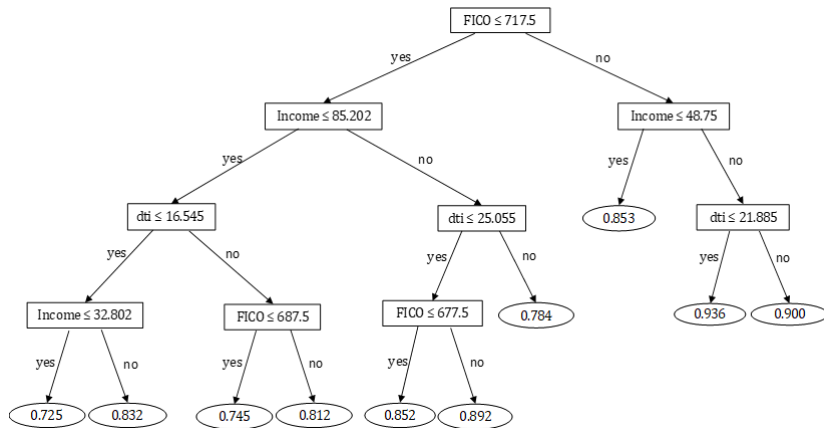 FICO ≤ 717.5
yes
no
Income ≤ 85.202
Income ≤ 48.75
yes
no
yes
no
dti ≤ 16.545
dti ≤ 25.055
0.853
dti ≤ 21.885
yes
no
yes
no
yes
no
Income ≤ 32.802
FICO ≤ 687.5
FICO ≤ 677.5
0.784
0.936
0.900
yes
no
yes
no
yes
no
0.725
0.832
0.745
0.812
0.852
0.892